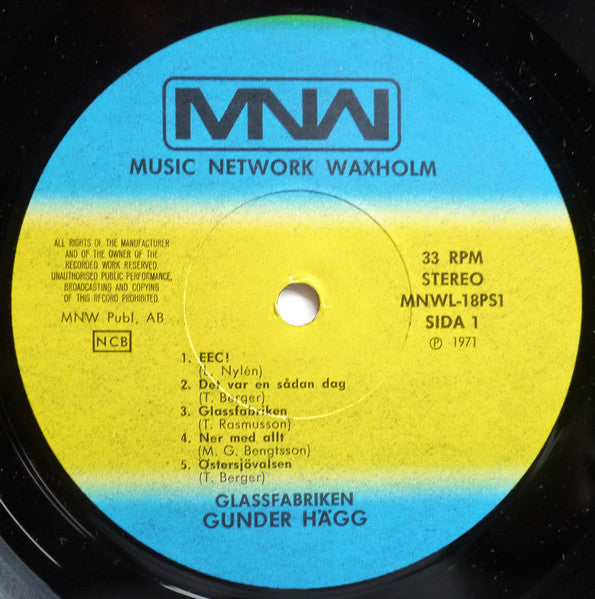 MNW
MUSIC NETWORK WAXHOLM
ALL RIGHTS OF THE MANUFACTURER
AND OF THE OWNER OF THE
RECORDED WORK RESERVED.
UNAUTHORISED PUBLIC PERFORMANCE,
BROADCASTING AND COPYING
OF THIS RECORD PROHIBITED.
MNW Publ, AB
NCB
33 RPM
STEREO
MNWL-18PS1
SIDA 1
Ⓟ 1971
1. EEC!
(L. Nylén)
2. Det var en sådan dag
(T. Berger)
3. Glassfabriken
(T. Rasmusson)
4. Ner med allt
(M. G. Bengtsson)
5. Östersjövalsen
(T. Berger)
GLASSFABRIKEN
GUNDER HÄGG